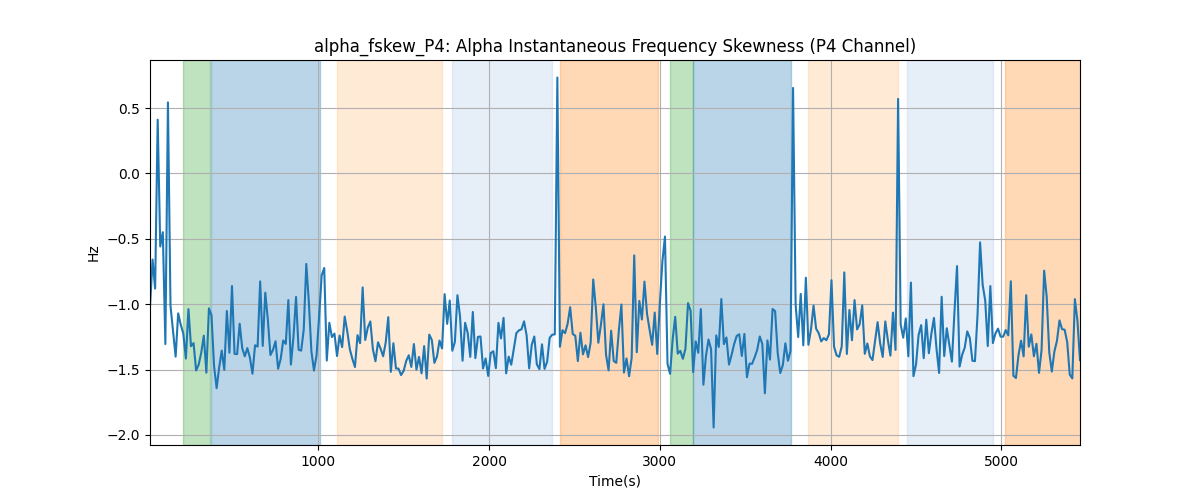 alpha_fskew_P4: Alpha Instantaneous Frequency Skewness (P4 Channel)
0.5
0.0
−0.5
−1.0
−1.5
−2.0
Hz
1000 2000 3000 4000 5000
Time(s)